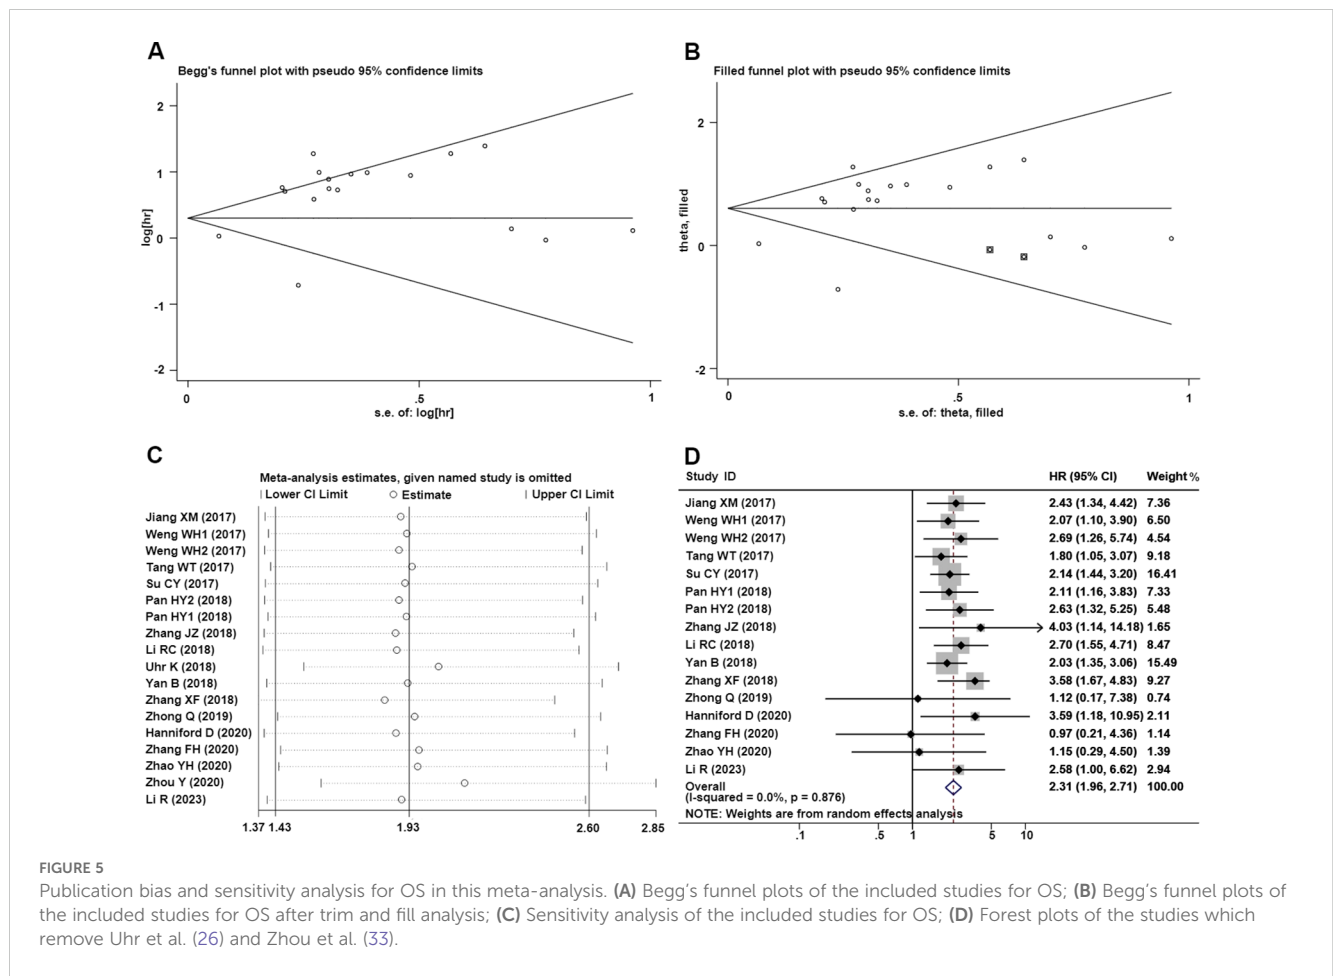 A
Begg's funnel plot with pseudo 95% confidence limits
2
1
0
-1
-2
log[hr]
0
.5
1
s.e. of: log[hr]
B
Filled funnel plot with pseudo 95% confidence limits
2
0
-2
theta, filled
0
.5
1
s.e. of: theta, filled
C
Meta-analysis estimates, given named study is omitted
Lower CI Limit Estimate Upper CI Limit
Jiang XM (2017)
Weng WH1 (2017)
Weng WH2 (2017)
Tang WT (2017)
Su CY (2017)
Pan HY2 (2018)
Pan HY1 (2018)
Zhang JZ (2018)
Li RC (2018)
Uhr K (2018)
Yan B (2018)
Zhang XF (2018)
Zhong Q (2019)
Hanniford D (2020)
Zhang FH (2020)
Zhao YH (2020)
Zhou Y (2020)
Li R (2023)
1.37 1.43 1.93 2.60 2.85
D
Study ID HR (95% CI) Weight %
Jiang XM (2017) 2.43 (1.34, 4.42) 7.36
Weng WH1 (2017) 2.07 (1.10, 3.90) 6.50
Weng WH2 (2017) 2.69 (1.26, 5.74) 4.54
Tang WT (2017) 1.80 (1.05, 3.07) 9.18
Su CY (2017) 2.14 (1.44, 3.20) 16.41
Pan HY1 (2018) 2.11 (1.16, 3.83) 7.33
Pan HY2 (2018) 2.63 (1.32, 5.25) 5.48
Zhang JZ (2018) 4.03 (1.14, 14.18) 1.65
Li RC (2018) 2.70 (1.55, 4.71) 8.47
Yan B (2018) 2.03 (1.35, 3.06) 15.49
Zhang XF (2018) 3.58 (1.67, 4.83) 9.27
Zhong Q (2019) 1.12 (0.17, 7.38) 0.74
Hanniford D (2020) 3.59 (1.18, 10.95) 2.11
Zhang FH (2020) 0.97 (0.21, 4.36) 1.14
Zhao YH (2020) 1.15 (0.29, 4.50) 1.39
Li R (2023) 2.58 (1.00, 6.62) 2.94
Overall 2.31 (1.96, 2.71) 100.00
(I-squared = 0.0%, p = 0.876)
NOTE: Weights are from random effects analysis
.1 .5 1 5 10
FIGURE 5
Publication bias and sensitivity analysis for OS in this meta-analysis. (A) Begg's funnel plots of the included studies for OS; (B) Begg's funnel plots of
the included studies for OS after trim and fill analysis; (C) Sensitivity analysis of the included studies for OS; (D) Forest plots of the studies which
remove Uhr et al. (26) and Zhou et al. (33).